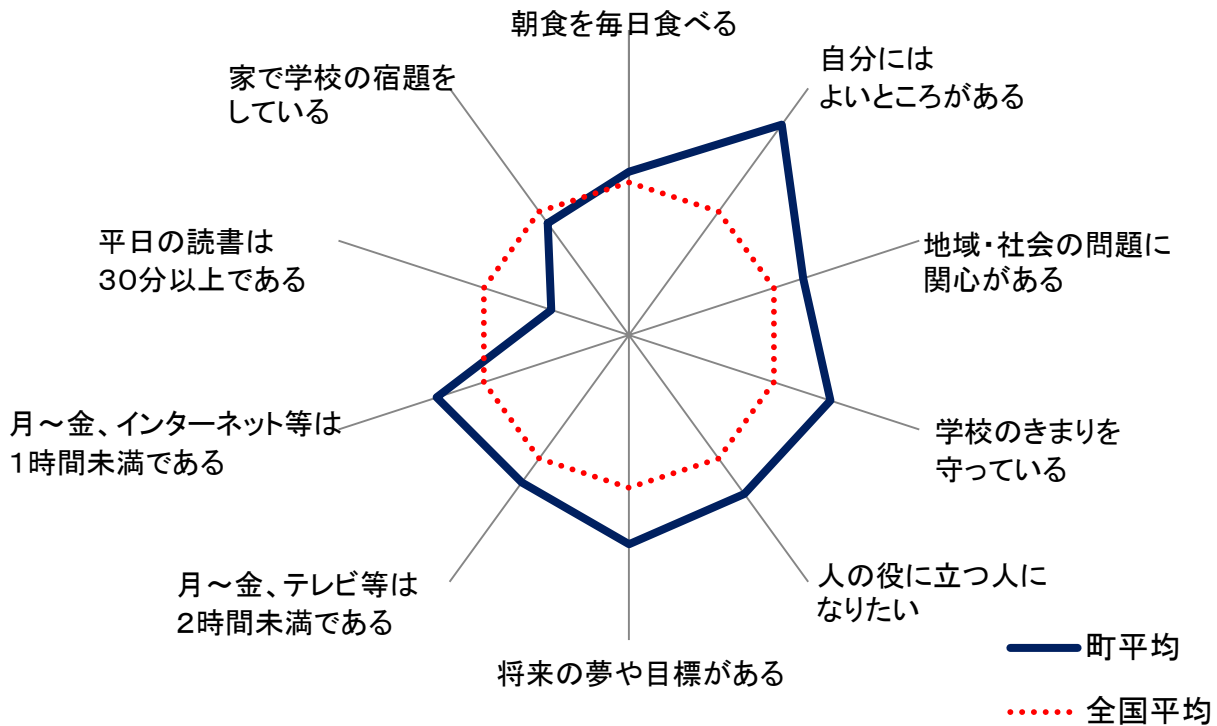 朝食を毎日食べる
自分には
よいところがある
地域・社会の問題に
関心がある
学校のきまりを
守っている
人の役に立つ人に
なりたい
将来の夢や目標がある
月～金、テレビ等は
２時間未満である
月～金、インターネット等は
１時間未満である
平日の読書は
３０分以上である
家で学校の宿題を
している
町平均
全国平均